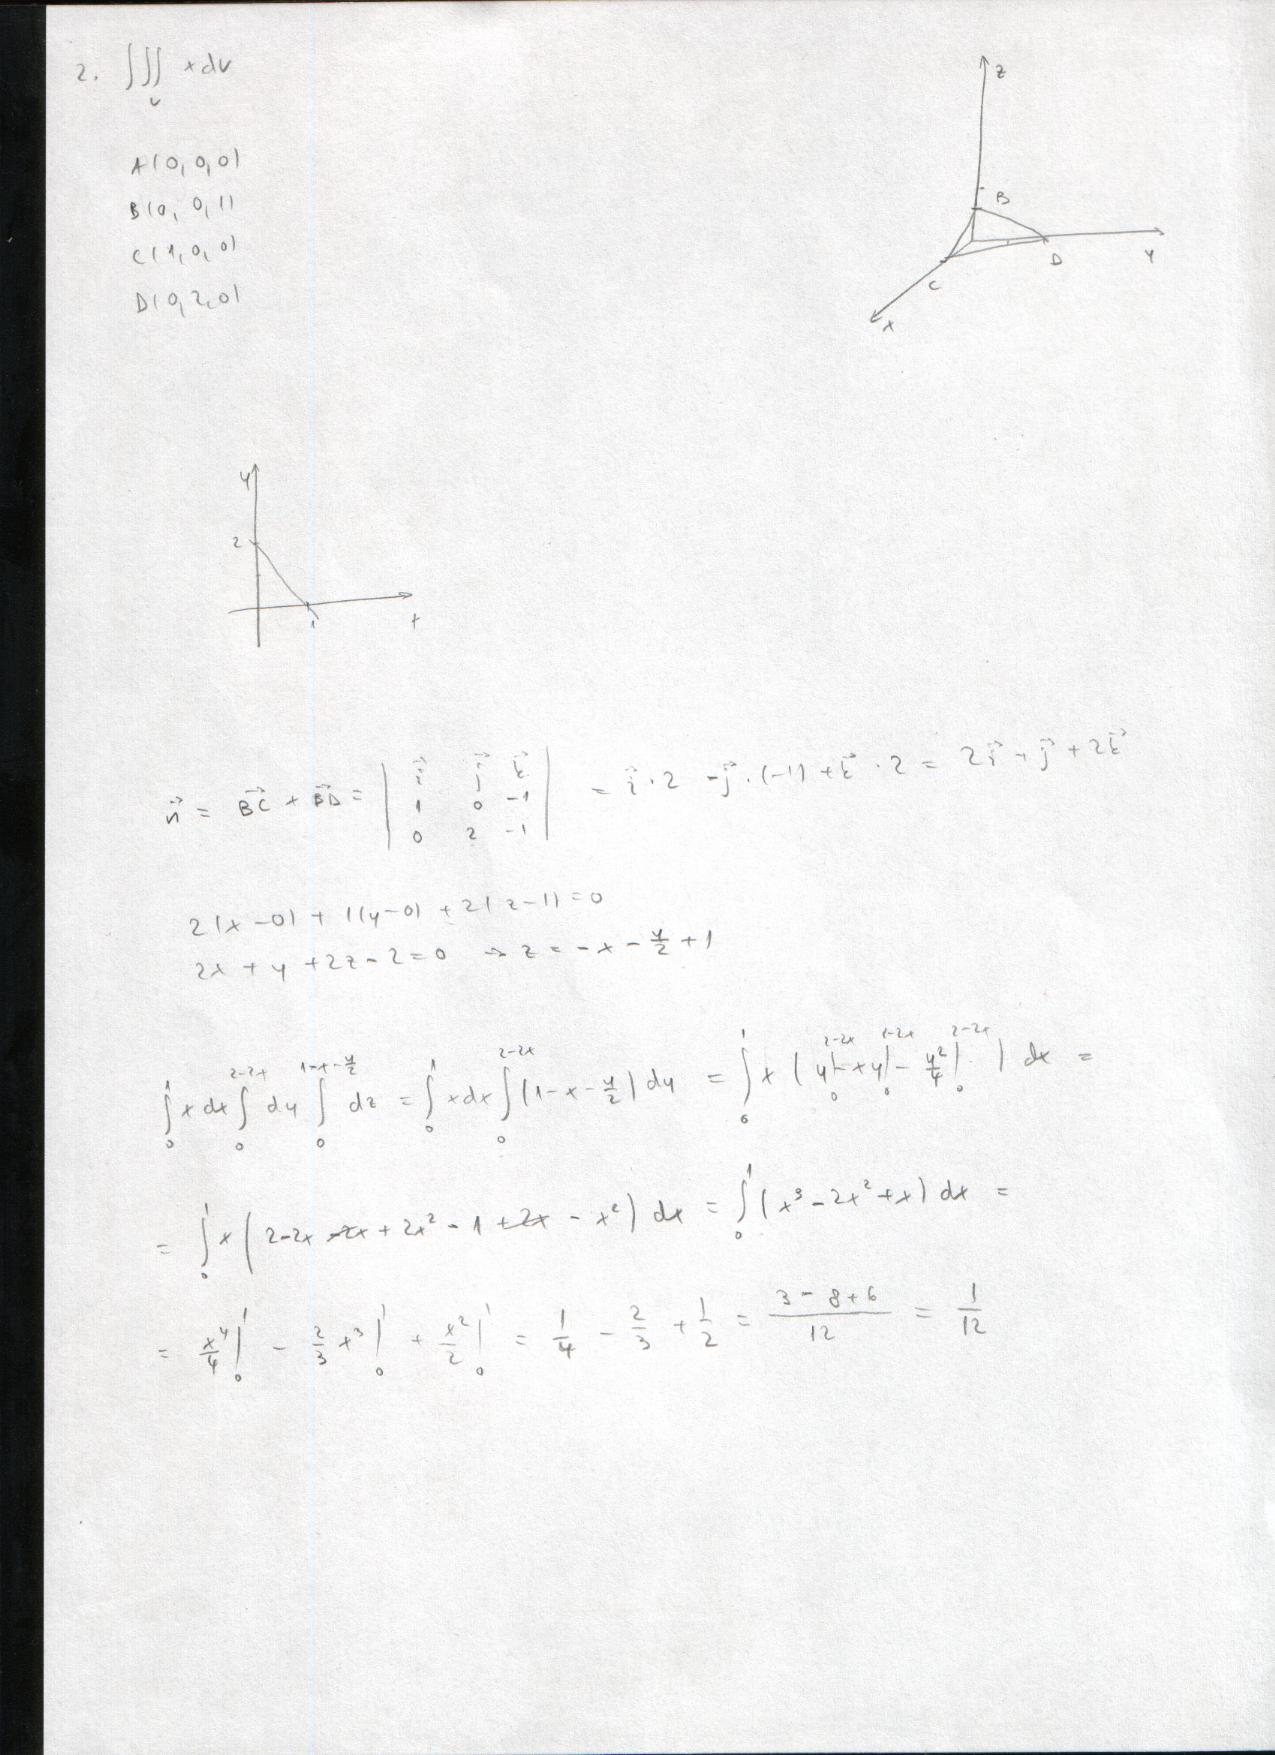 2. ∫∫∫ x dv
v
A(0, 0, 0)
B(0, 0, 1)
C(1, 0, 0)
D(0, 2, 0)
z
B
D
y
C
x
y
2
1
x
n⃗ = BC⃗ × BD⃗ = | i⃗ j⃗ k⃗ ; 1 0 -1 ; 0 2 -1 | = i⃗ · 2 - j⃗ · (-1) + k⃗ · 2 = 2i⃗ + j⃗ + 2k⃗
2(x-0) + 1(y-0) + 2(z-1) = 0
2x + y + 2z - 2 = 0 → z = -x - y/2 + 1
∫₀¹ x dx ∫₀^(2-2x) dy ∫₀^(1-x-y/2) dz = ∫₀¹ x dx ∫₀^(2-2x) (1-x-y/2) dy = ∫₀¹ x ( y|₀^(2-2x) - xy|₀^(2-2x) - y²/4|₀^(2-2x) ) dx =
= ∫₀¹ x ( 2-2x -2x + 2x² - 1 + 2x - x² ) dx = ∫₀¹ (x³ - 2x² + x) dx =
= x⁴/4 |₀¹ - 2/3 x³ |₀¹ + x²/2 |₀¹ = 1/4 - 2/3 + 1/2 = (3 - 8 + 6)/12 = 1/12